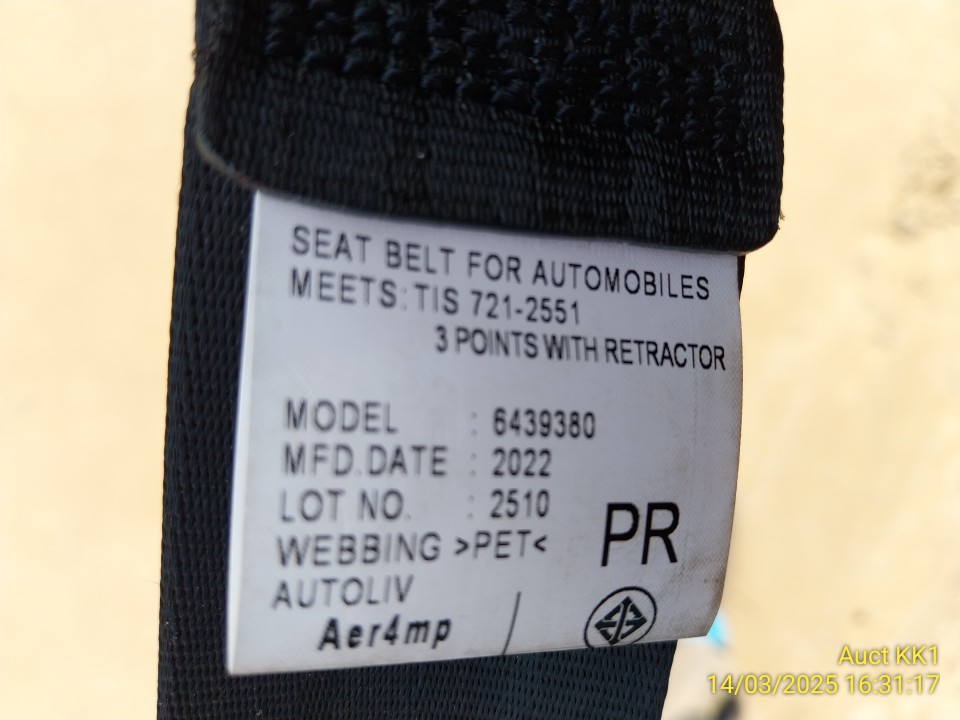 SEAT BELT FOR AUTOMOBILES
MEETS: TIS 721-2551
3 POINTS WITH RETRACTOR
MODEL : 6439380
MFD.DATE : 2022
LOT NO. : 2510
WEBBING >PET<
PR
AUTOLIV
Aer4mp
Auct KK1
14/03/2025 16:31:17